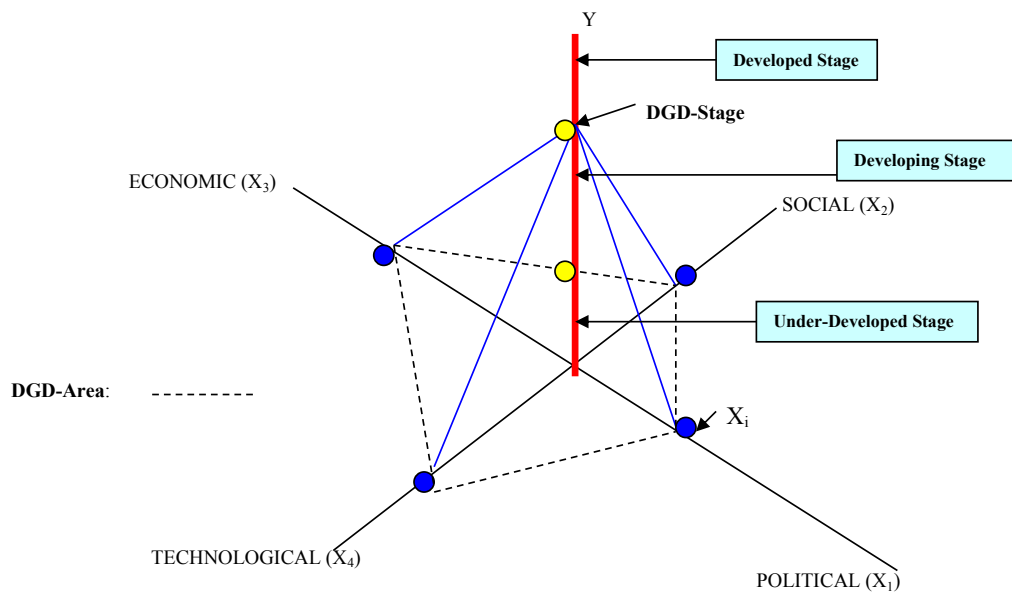 Y
Developed Stage
DGD-Stage
Developing Stage
ECONOMIC (X₃)
SOCIAL (X₂)
Under-Developed Stage
DGD-Area:
Xᵢ
TECHNOLOGICAL (X₄)
POLITICAL (X₁)